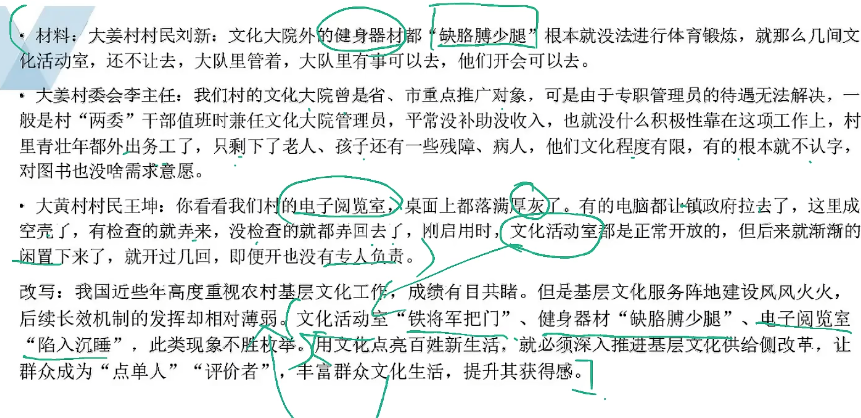 • 材料：大姜村村民刘新：文化大院外的健身器材都“缺胳膊少腿”根本就没法进行体育锻炼，就那么几间文
化活动室，还不让去，大队里管着，大队里有事可以去，他们开会可以去。
• 大姜村委会李主任：我们村的文化大院曾是省、市重点推广对象，可是由于专职管理员的待遇无法解决，一
般是村“两委”干部值班时兼任文化大院管理员，平常没补助没收入，也就没什么积极性靠在这项工作上，村
里青壮年都外出务工了，只剩下了老人、孩子还有一些残障、病人，他们文化程度有限，有的根本就不认字，
对图书也没啥需求意愿。
• 大黄村村民王坤：你看看我们村的电子阅览室，桌面上都落满厚灰了。有的电脑都让镇政府拉去了，这里成
空壳了，有检查的就弄来，没检查的就都弄回去了，刚启用时，文化活动室都是正常开放的，但后来就渐渐的
闲置下来了，就开过几回，即便开也没有专人负责。
改写：我国近些年高度重视农村基层文化工作，成绩有目共睹。但是基层文化服务阵地建设风风火火，
后续长效机制的发挥却相对薄弱。文化活动室“铁将军把门”、健身器材“缺胳膊少腿”、电子阅览室
“陷入沉睡”，此类现象不胜枚举。用文化点亮百姓新生活，就必须深入推进基层文化供给侧改革，让
群众成为“点单人”“评价者”，丰富群众文化生活，提升其获得感。